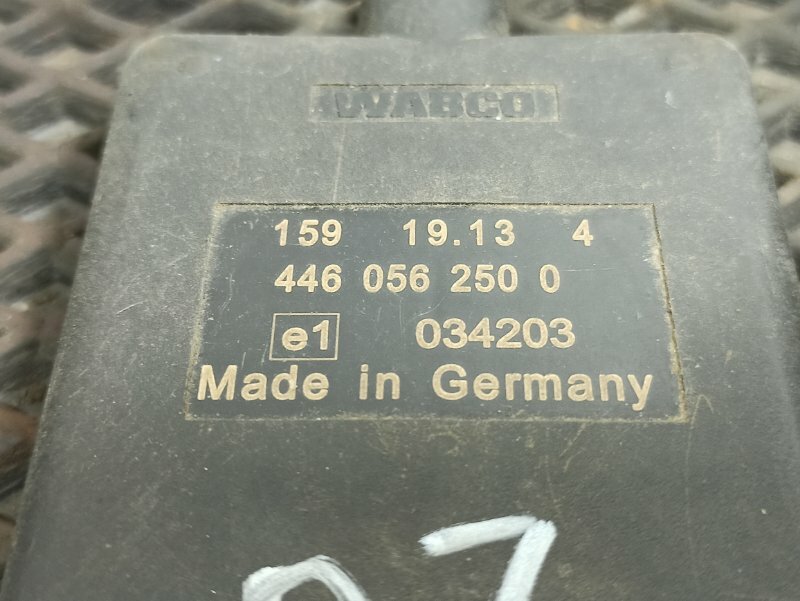 WABCO
159 19.13 4
446 056 250 0
e1 034203
Made in Germany